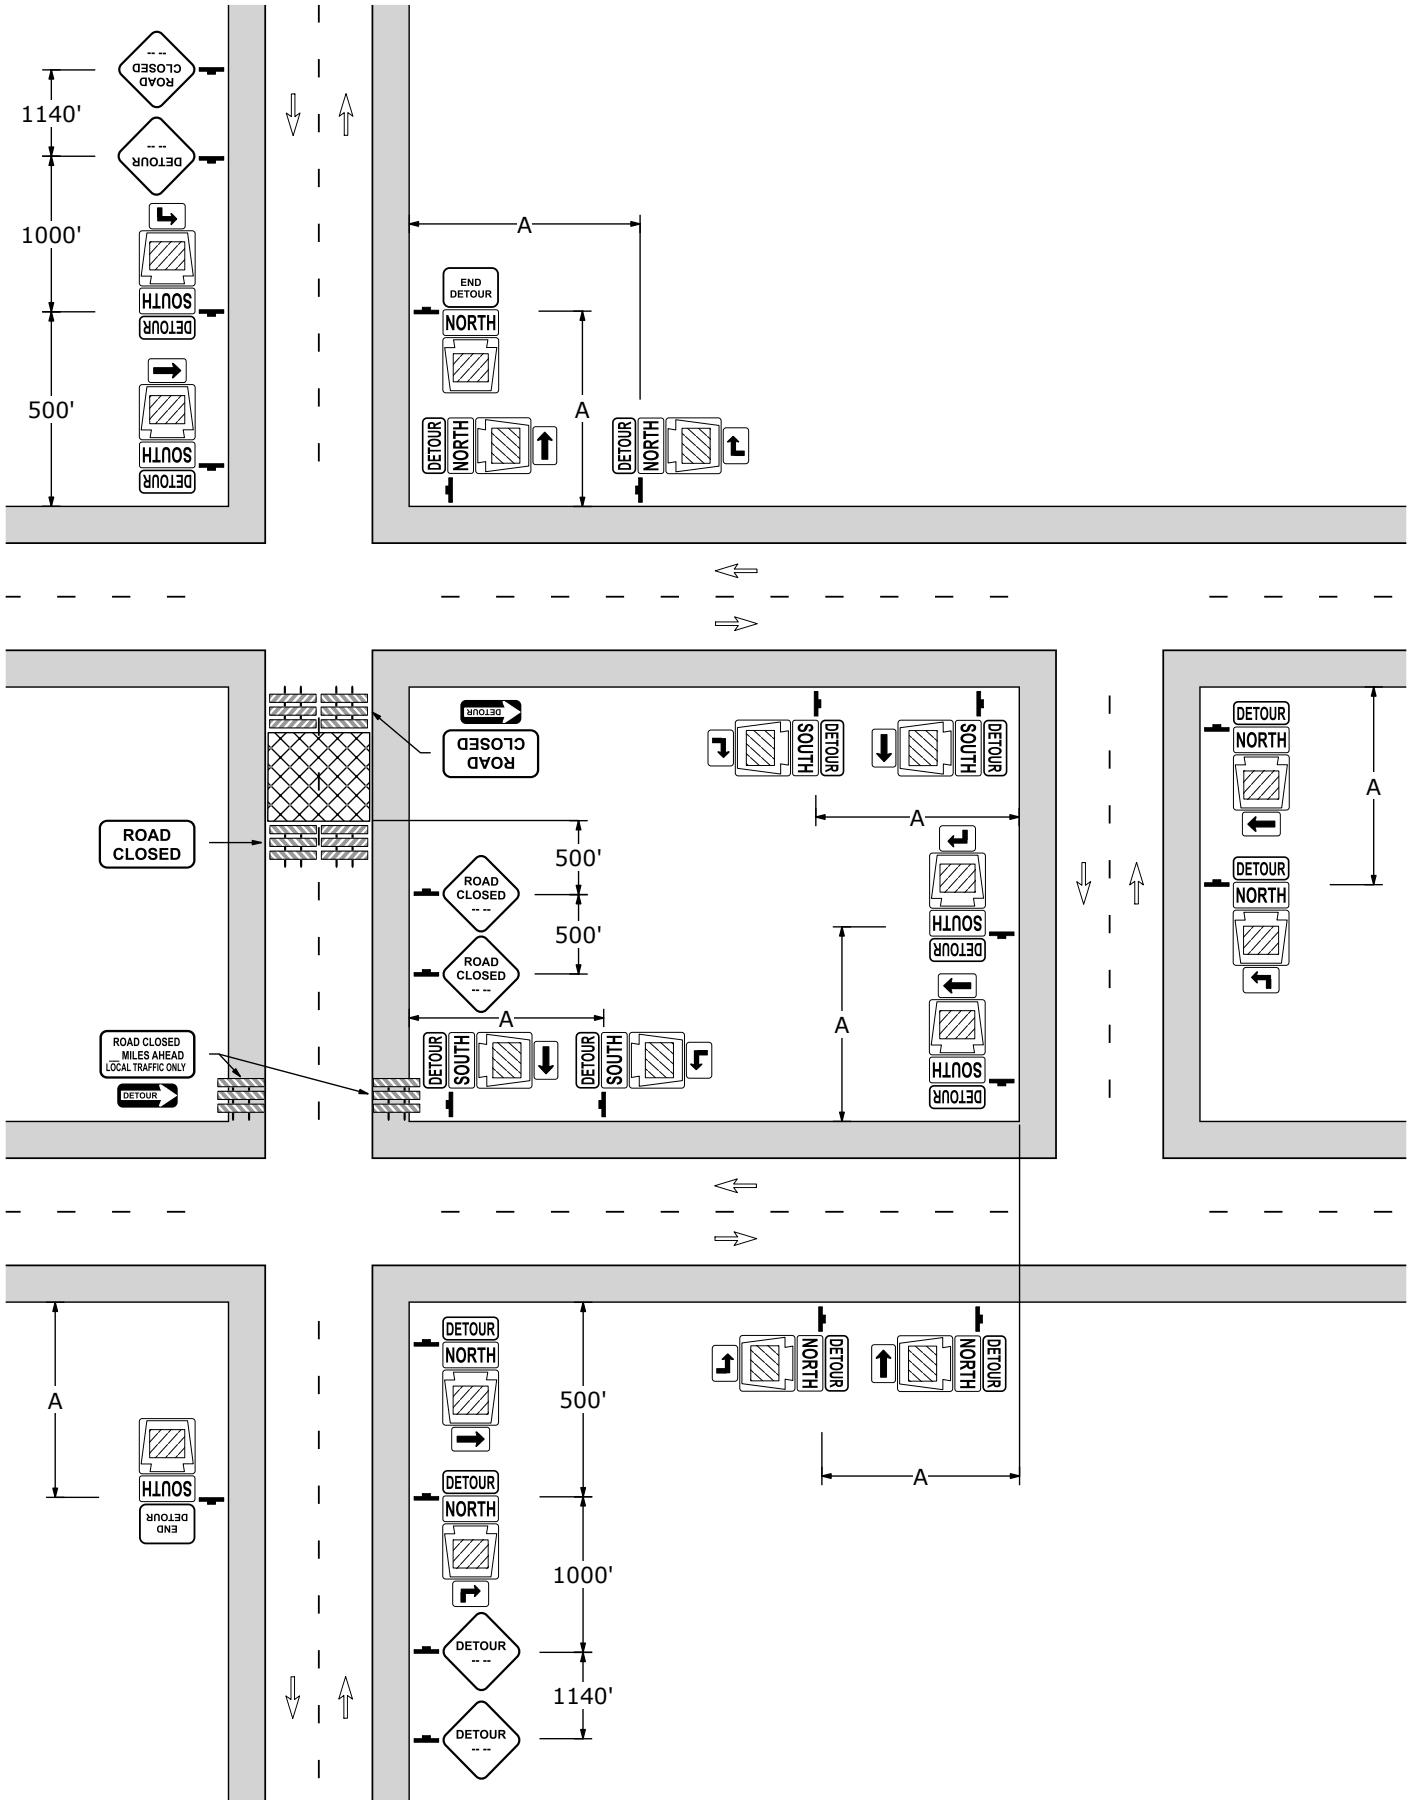 ROAD
CLOSED
-- --
1140'
DETOUR
-- --
1000'
SOUTH
DETOUR
500'
SOUTH
DETOUR
A
END
DETOUR
NORTH
A
DETOUR
NORTH
DETOUR
NORTH
DETOUR
ROAD
CLOSED
SOUTH
DETOUR
SOUTH
DETOUR
DETOUR
NORTH
A
A
ROAD
CLOSED
500'
ROAD
CLOSED
-- --
500'
ROAD
CLOSED
-- --
DETOUR
NORTH
SOUTH
DETOUR
A
A
ROAD CLOSED
__ MILES AHEAD
LOCAL TRAFFIC ONLY
DETOUR
DETOUR
SOUTH
DETOUR
SOUTH
SOUTH
DETOUR
DETOUR
NORTH
NORTH
DETOUR
NORTH
DETOUR
A
500'
A
SOUTH
END
DETOUR
DETOUR
NORTH
1000'
DETOUR
-- --
1140'
DETOUR
-- --